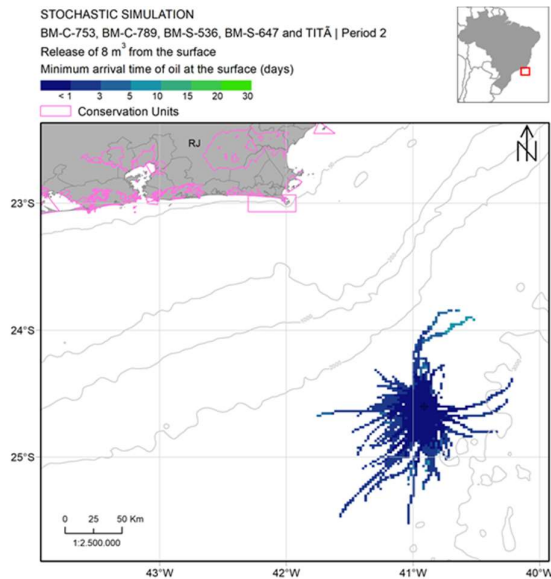 STOCHASTIC SIMULATION
BM-C-753, BM-C-789, BM-S-536, BM-S-647 and TITÃ | Period 2
Release of 8 m³ from the surface
Minimum arrival time of oil at the surface (days)
< 1 3 5 10 15 20 30
Conservation Units
RJ
N
23°S
24°S
25°S
0 25 50 Km
1:2.500.000
43°W 42°W 41°W 40°W